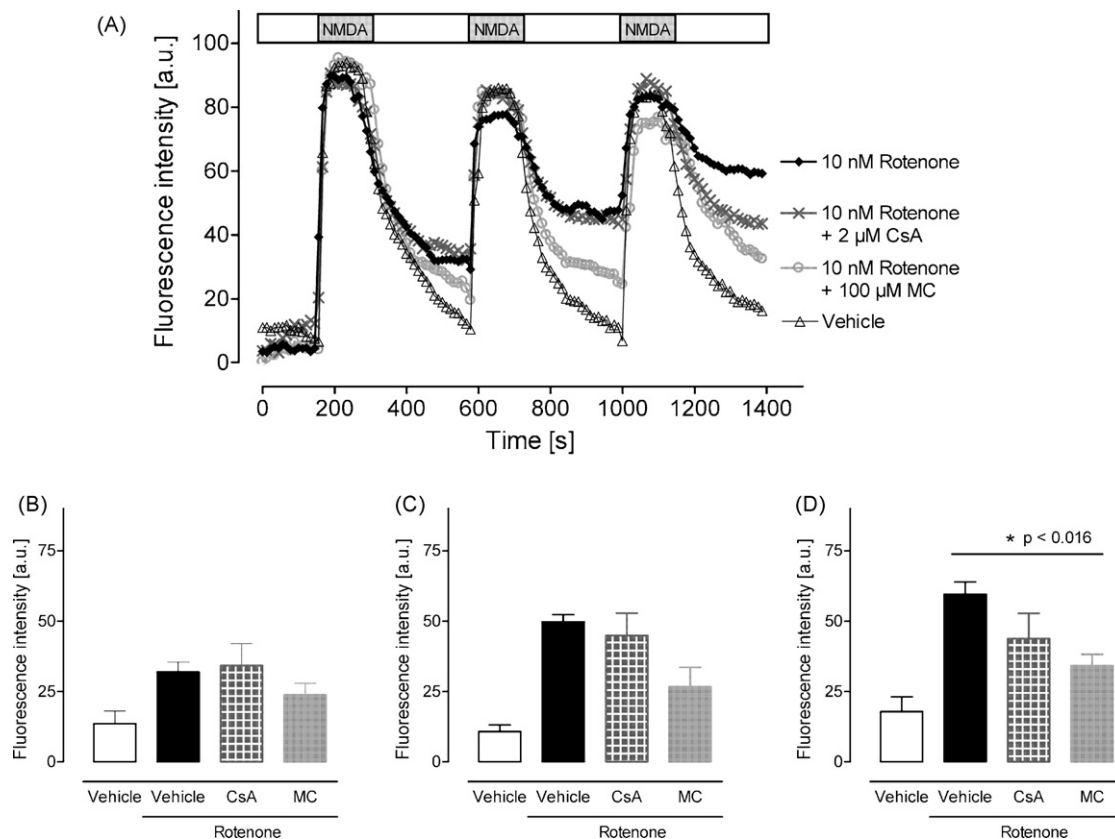 (A)
NMDA NMDA NMDA
Fluorescence intensity [a.u.]
100
80
60
40
20
0
0 200 400 600 800 1000 1200 1400
Time [s]
10 nM Rotenone
10 nM Rotenone
+ 2 µM CsA
10 nM Rotenone
+ 100 µM MC
Vehicle
(B)
Fluorescence intensity [a.u.]
75
50
25
0
Vehicle Vehicle CsA MC
Rotenone
(C)
Fluorescence intensity [a.u.]
75
50
25
0
Vehicle Vehicle CsA MC
Rotenone
(D)
Fluorescence intensity [a.u.]
75
50
25
0
* p < 0.016
Vehicle Vehicle CsA MC
Rotenone